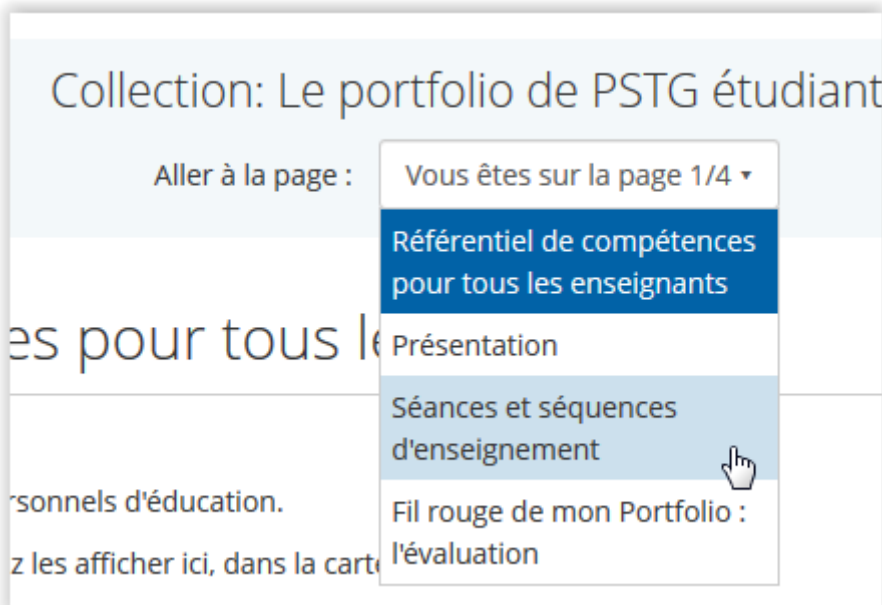 Collection: Le portfolio de PSTG étudiant
Aller à la page :
Vous êtes sur la page 1/4
Référentiel de compétences
pour tous les enseignants
es pour tous
Présentation
Séances et séquences
d'enseignement
rsonnels d'éducation.
Fil rouge de mon Portfolio :
z les afficher ici, dans la carte
l'évaluation